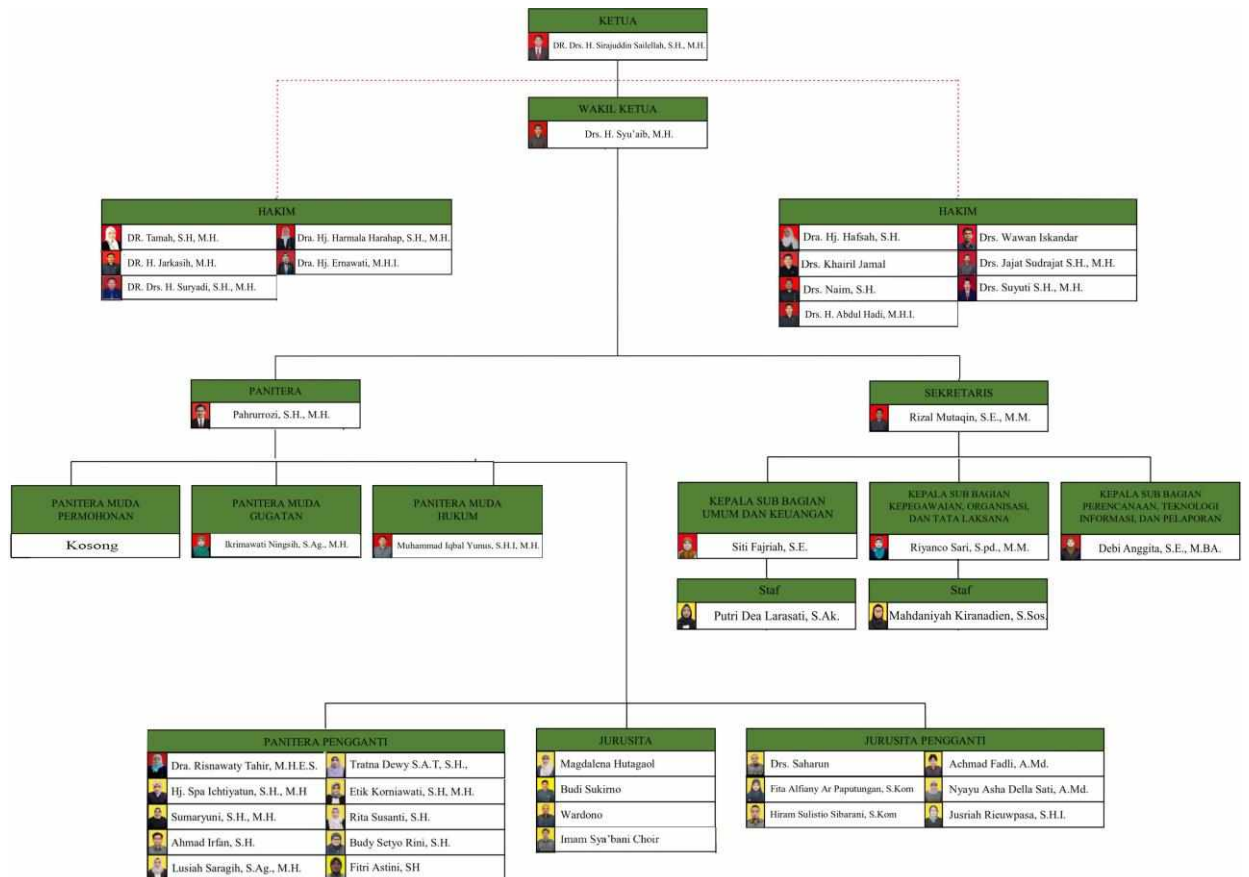 KETUA
DR. Drs. H. Sirajuddin Sailellah, S.H., M.H.
WAKIL KETUA
Drs. H. Syu'aib, M.H.
HAKIM
DR. Tamah, S.H, M.H.
Dra. Hj. Harmala Harahap, S.H., M.H.
DR. H. Jarkasih, M.H.
Dra. Hj. Ernawati, M.H.I.
DR. Drs. H. Suryadi, S.H., M.H.
HAKIM
Dra. Hj. Hafsah, S.H.
Drs. Wawan Iskandar
Drs. Khairil Jamal
Drs. Jajat Sudrajat S.H., M.H.
Drs. Naim, S.H.
Drs. Suyuti S.H., M.H.
Drs. H. Abdul Hadi, M.H.I.
PANITERA
Pahrurrozi, S.H., M.H.
SEKRETARIS
Rizal Mutaqin, S.E., M.M.
PANITERA MUDA
PERMOHONAN
Kosong
PANITERA MUDA
GUGATAN
Ikrimawati Ningsih, S.Ag., M.H.
PANITERA MUDA
HUKUM
Muhammad Iqbal Yunus, S.H.I, M.H.
KEPALA SUB BAGIAN
UMUM DAN KEUANGAN
Siti Fajriah, S.E.
KEPALA SUB BAGIAN
KEPEGAWAIAN, ORGANISASI,
DAN TATA LAKSANA
Riyanco Sari, S.pd., M.M.
KEPALA SUB BAGIAN
PERENCANAAN, TEKNOLOGI
INFORMASI, DAN PELAPORAN
Debi Anggita, S.E., M.BA.
Staf
Putri Dea Larasati, S.Ak.
Staf
Mahdaniyah Kiranadien, S.Sos.
PANITERA PENGGANTI
Dra. Risnawaty Tahir, M.H.E.S.
Tratna Dewy S.A.T, S.H.,
Hj. Spa Ichtiyatun, S.H., M.H
Etik Korniawati, S.H, M.H.
Sumaryuni, S.H., M.H.
Rita Susanti, S.H.
Ahmad Irfan, S.H.
Budy Setyo Rini, S.H.
Lusiah Saragih, S.Ag., M.H.
Fitri Astini, SH
JURUSITA
Magdalena Hutagaol
Budi Sukirno
Wardono
Imam Sya'bani Choir
JURUSITA PENGGANTI
Drs. Saharun
Achmad Fadli, A.Md.
Fita Alfiany Ar Paputungan, S.Kom
Nyayu Asha Della Sati, A.Md.
Hiram Sulistio Sibarani, S.Kom
Jusriah Rieuwpasa, S.H.I.